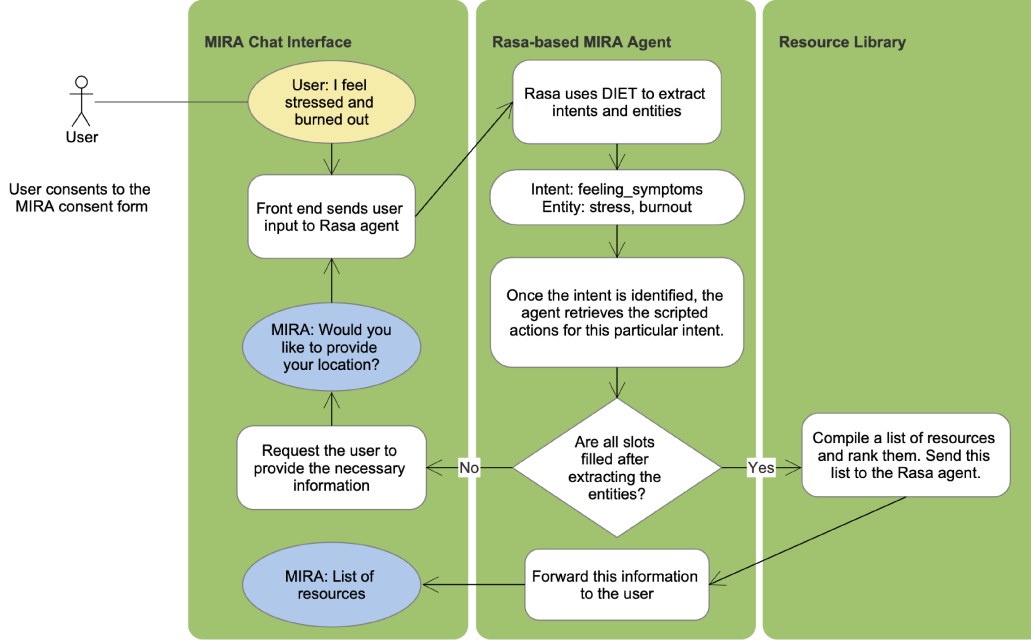 MIRA Chat Interface
Rasa-based MIRA Agent
Resource Library
User
User consents to the
MIRA consent form
User: I feel
stressed and
burned out
Front end sends user
input to Rasa agent
MIRA: Would you
like to provide
your location?
Request the user to
provide the necessary
information
MIRA: List of
resources
Rasa uses DIET to extract
intents and entities
Intent: feeling_symptoms
Entity: stress, burnout
Once the intent is identified, the
agent retrieves the scripted
actions for this particular intent.
Are all slots
filled after
extracting the
entities?
No
Yes
Forward this information
to the user
Compile a list of resources
and rank them. Send this
list to the Rasa agent.